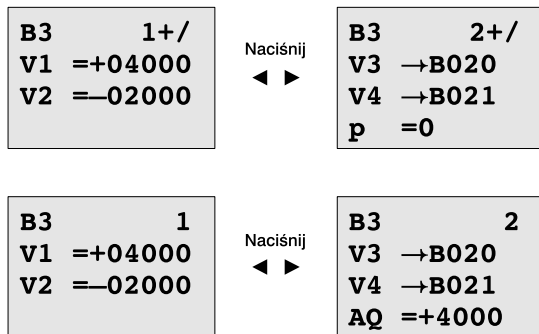 B3 1+/
V1 =+04000
V2 =–02000
Naciśnij
◄ ►
B3 2+/
V3 →B020
V4 →B021
p =0
B3 1
V1 =+04000
V2 =–02000
Naciśnij
◄ ►
B3 2
V3 →B020
V4 →B021
AQ =+4000